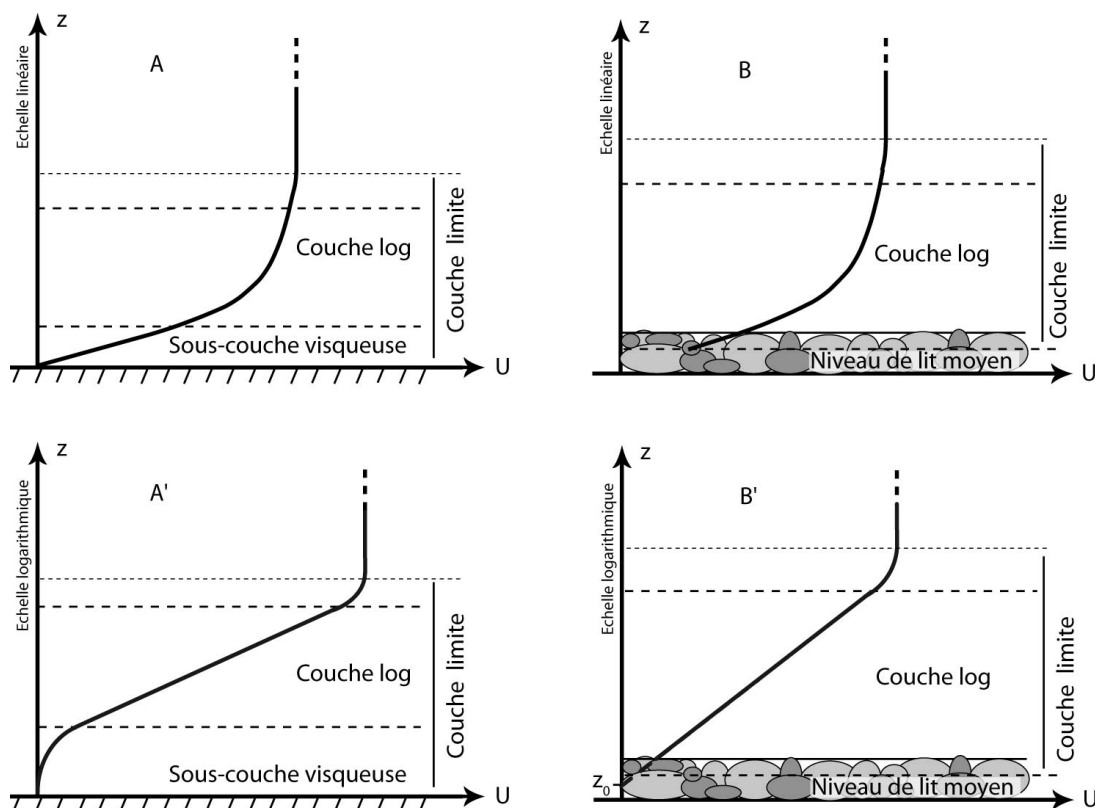 z
Echelle linéaire
A
Couche log
Couche limite
Sous-couche visqueuse
U
z
Echelle linéaire
B
Couche log
Couche limite
Niveau de lit moyen
U
z
Echelle logarithmique
A'
Couche log
Couche limite
Sous-couche visqueuse
U
z
Echelle logarithmique
B'
Couche log
Couche limite
z₀
Niveau de lit moyen
U